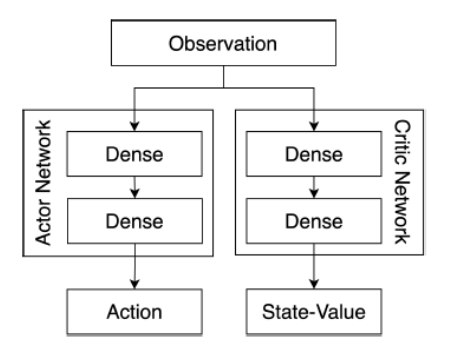 Observation
Actor Network
Dense
Dense
Action
Critic Network
Dense
Dense
State-Value